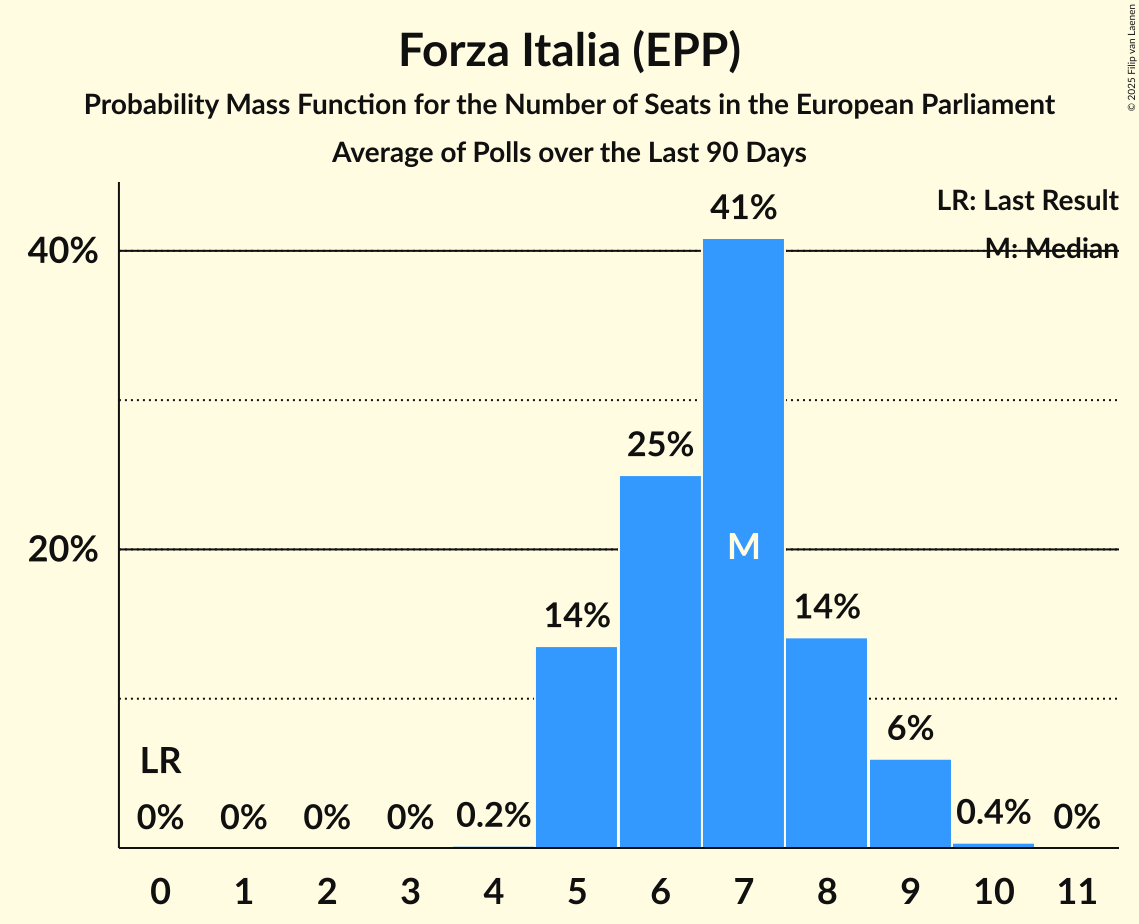 Forza Italia (EPP)
Probability Mass Function for the Number of Seats in the European Parliament
Average of Polls over the Last 90 Days
© 2025 Filip van Laenen
LR: Last Result
M: Median
41%
40%
25%
20%
M
14%
14%
6%
LR
0%
0%
0%
0%
0.2%
0.4%
0%
0 1 2 3 4 5 6 7 8 9 10 11